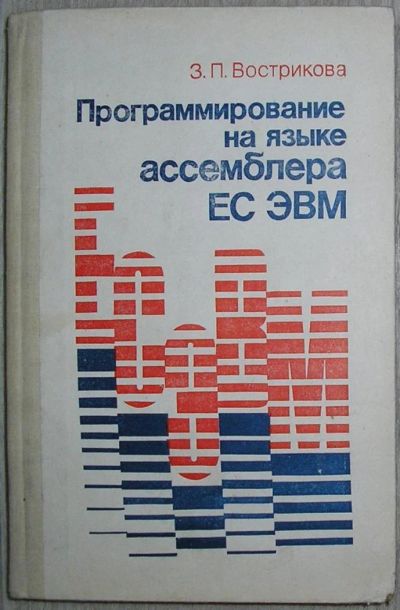 З. П. Вострикова
Программирование
на языке
ассемблера
ЕС ЭВМ